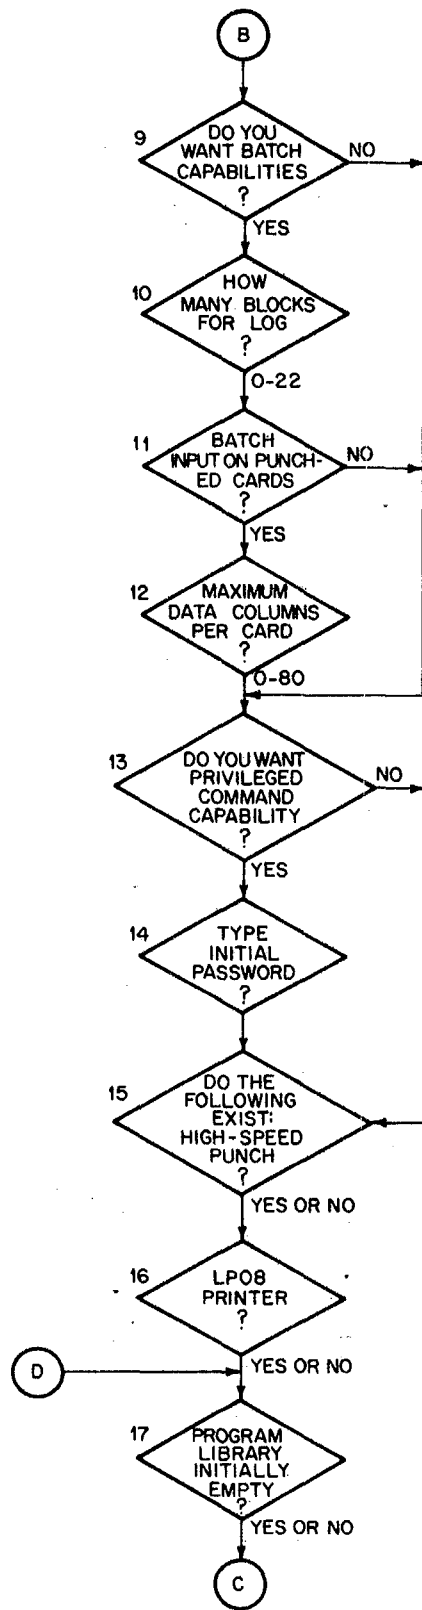 B
9
DO YOU
WANT BATCH
CAPABILITIES
?
NO
YES
10
HOW
MANY BLOCKS
FOR LOG
?
0-22
11
BATCH
INPUT ON PUNCH-
ED CARDS
?
NO
YES
12
MAXIMUM
DATA COLUMNS
PER CARD
?
0-80
13
DO YOU WANT
PRIVILEGED
COMMAND
CAPABILITY
?
NO
YES
14
TYPE
INITIAL
PASSWORD
?
15
DO THE
FOLLOWING
EXIST:
HIGH-SPEED
PUNCH
?
YES OR NO
16
LP08
PRINTER
?
YES OR NO
D
17
PROGRAM
LIBRARY
INITIALLY
EMPTY
?
YES OR NO
C